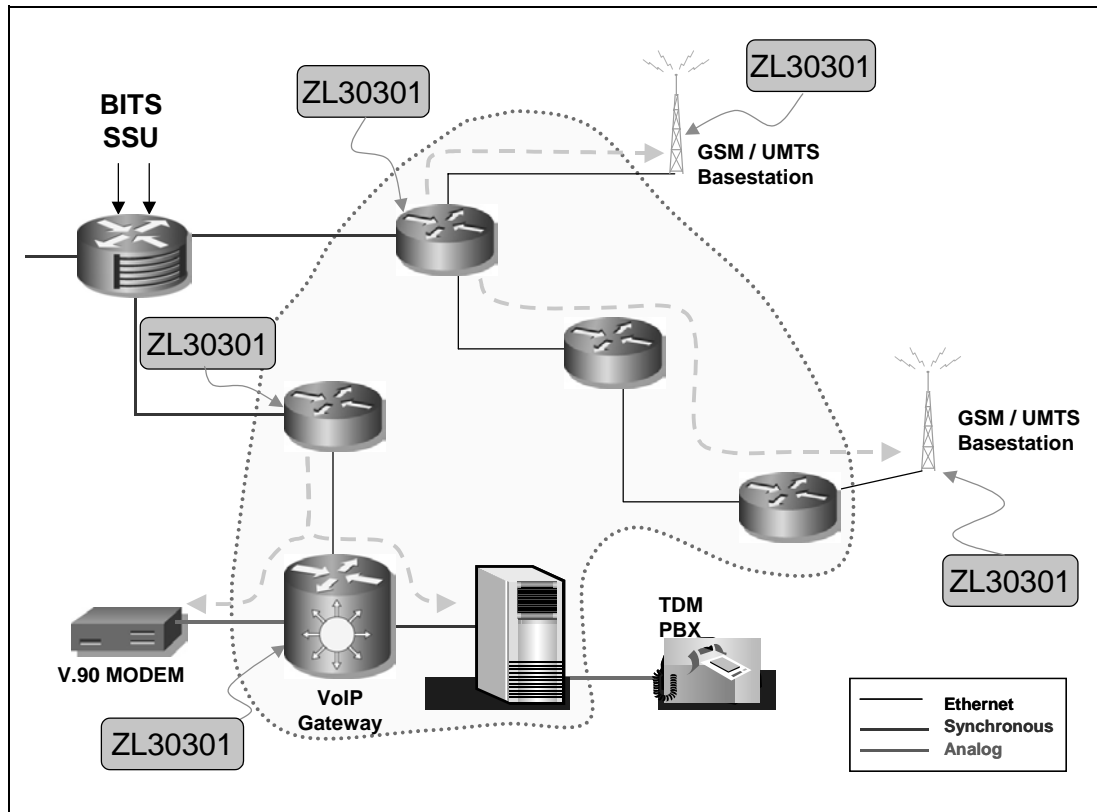 ZL30301
ZL30301
BITS
SSU
GSM / UMTS
Basestation
ZL30301
GSM / UMTS
Basestation
ZL30301
V.90 MODEM
VoIP
Gateway
TDM
PBX
ZL30301
Ethernet
Synchronous
Analog